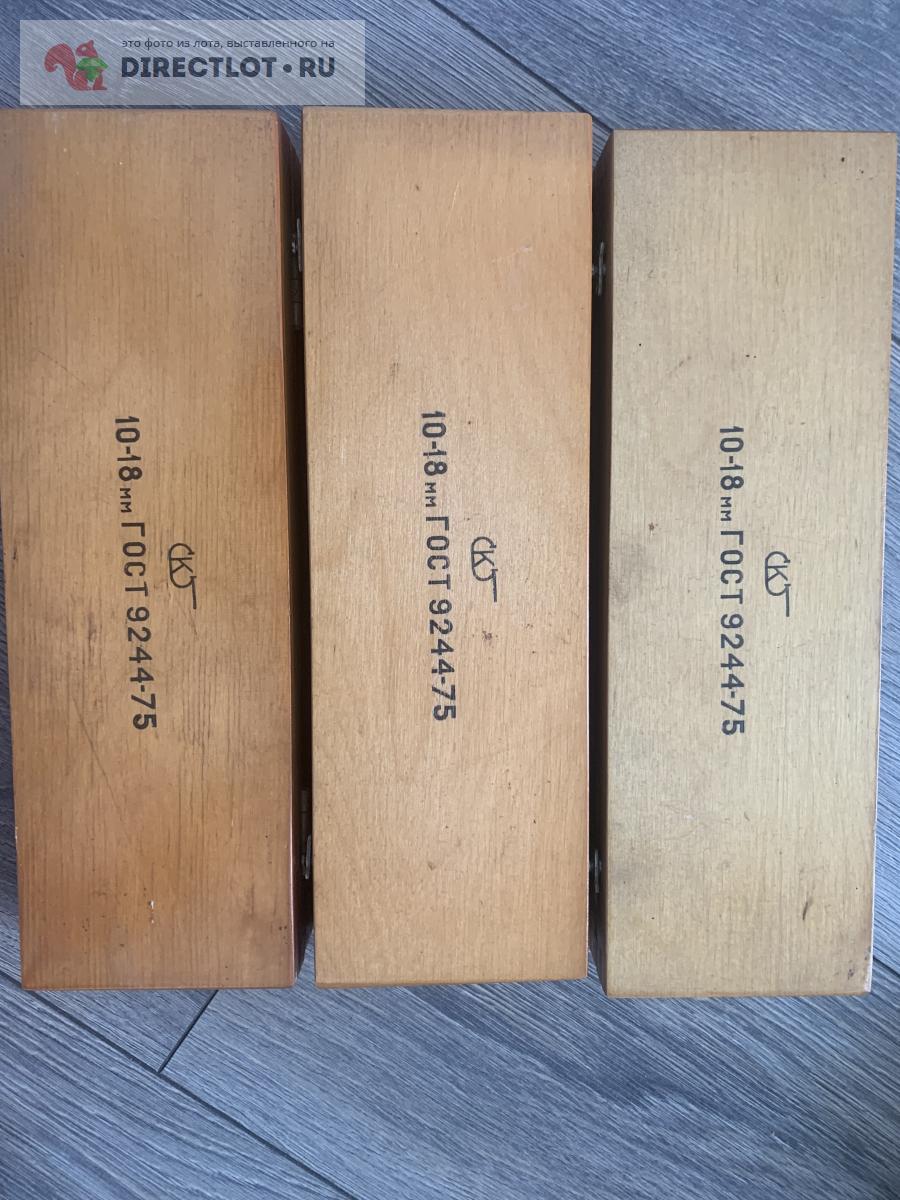 это фото из лота, выставленного на
DIRECTLOT • RU
10-18 мм ГОСТ 9244-75
10-18 мм ГОСТ 9244-75
10-18 мм ГОСТ 9244-75